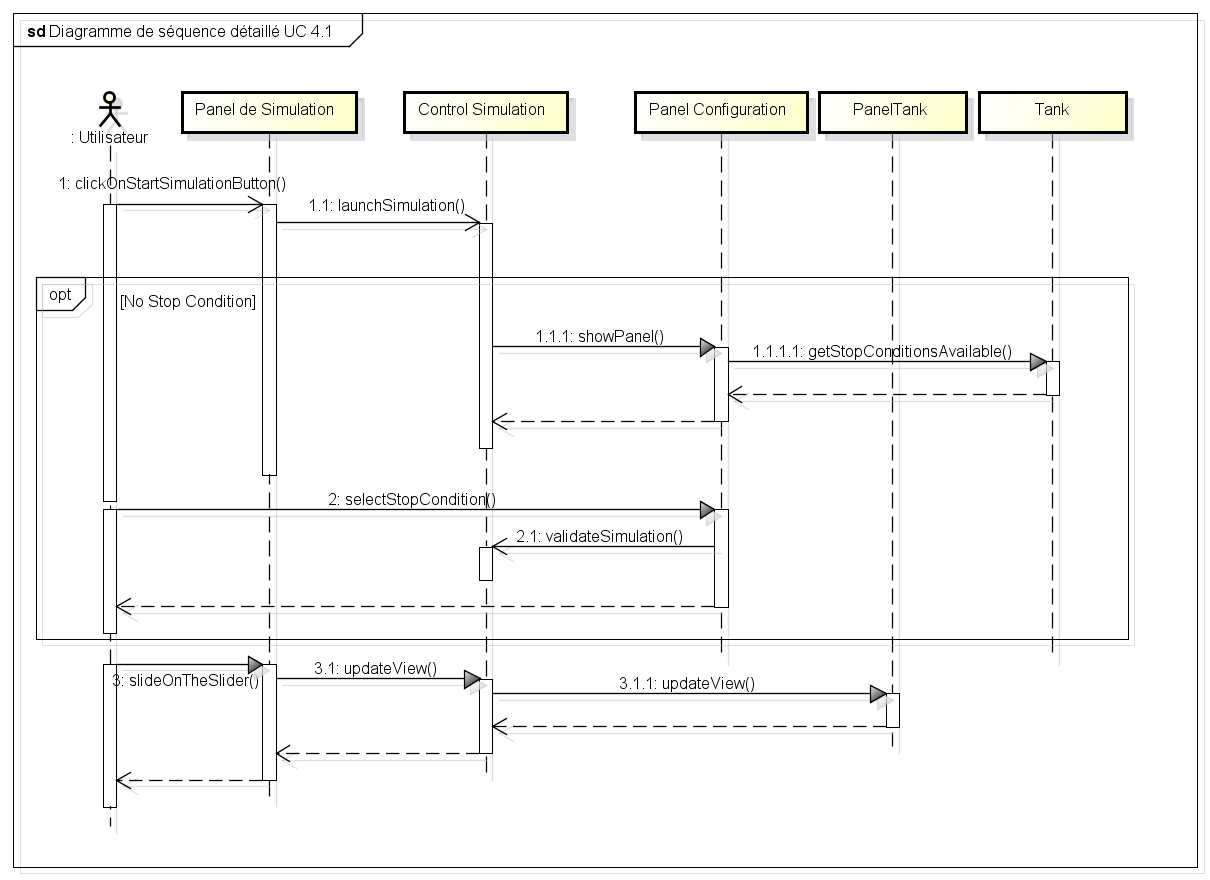 sd Diagramme de séquence détaillé UC 4.1
: Utilisateur
Panel de Simulation
Control Simulation
Panel Configuration
PanelTank
Tank
1: clickOnStartSimulationButton()
1.1: launchSimulation()
opt
[No Stop Condition]
1.1.1: showPanel()
1.1.1.1: getStopConditionsAvailable()
2: selectStopCondition()
2.1: validateSimulation()
3: slideOnTheSlider()
3.1: updateView()
3.1.1: updateView()